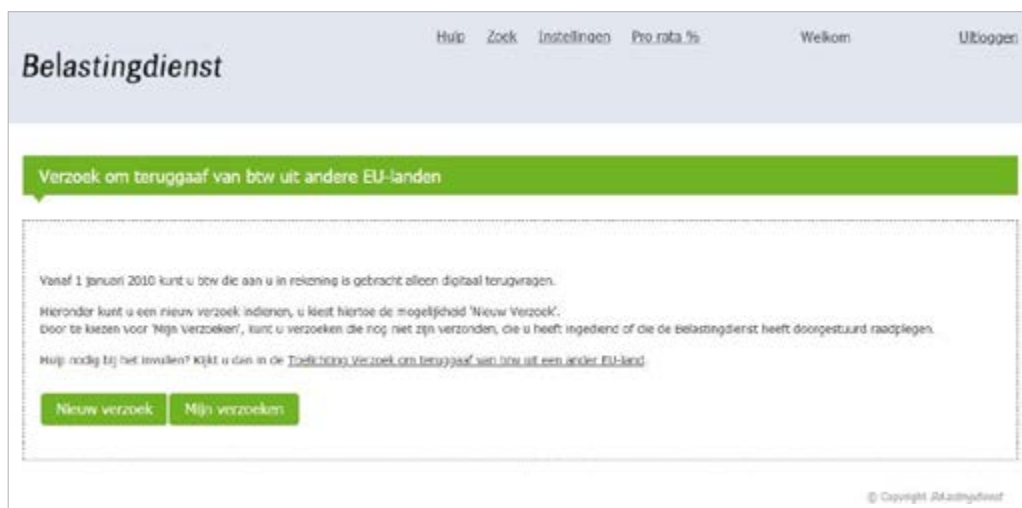 Hulp Zoek Instellingen Pro rata % Welkom Uitloggen
Belastingdienst
Verzoek om teruggaaf van btw uit andere EU-landen
Vanaf 1 januari 2010 kunt u btw die aan u in rekening is gebracht alleen digitaal terugvragen.
Hieronder kunt u een nieuw verzoek indienen, u kiest hiertoe de mogelijkheid 'Nieuw Verzoek'.
Door te kiezen voor 'Mijn Verzoeken', kunt u verzoeken die nog niet zijn verzonden, die u heeft ingediend of die de Belastingdienst heeft doorgestuurd raadplegen.
Hulp nodig bij het invullen? Kijkt u dan in de Toelichting Verzoek om teruggaaf van btw uit een ander EU-land.
Nieuw verzoek Mijn verzoeken
© Copyright Belastingdienst